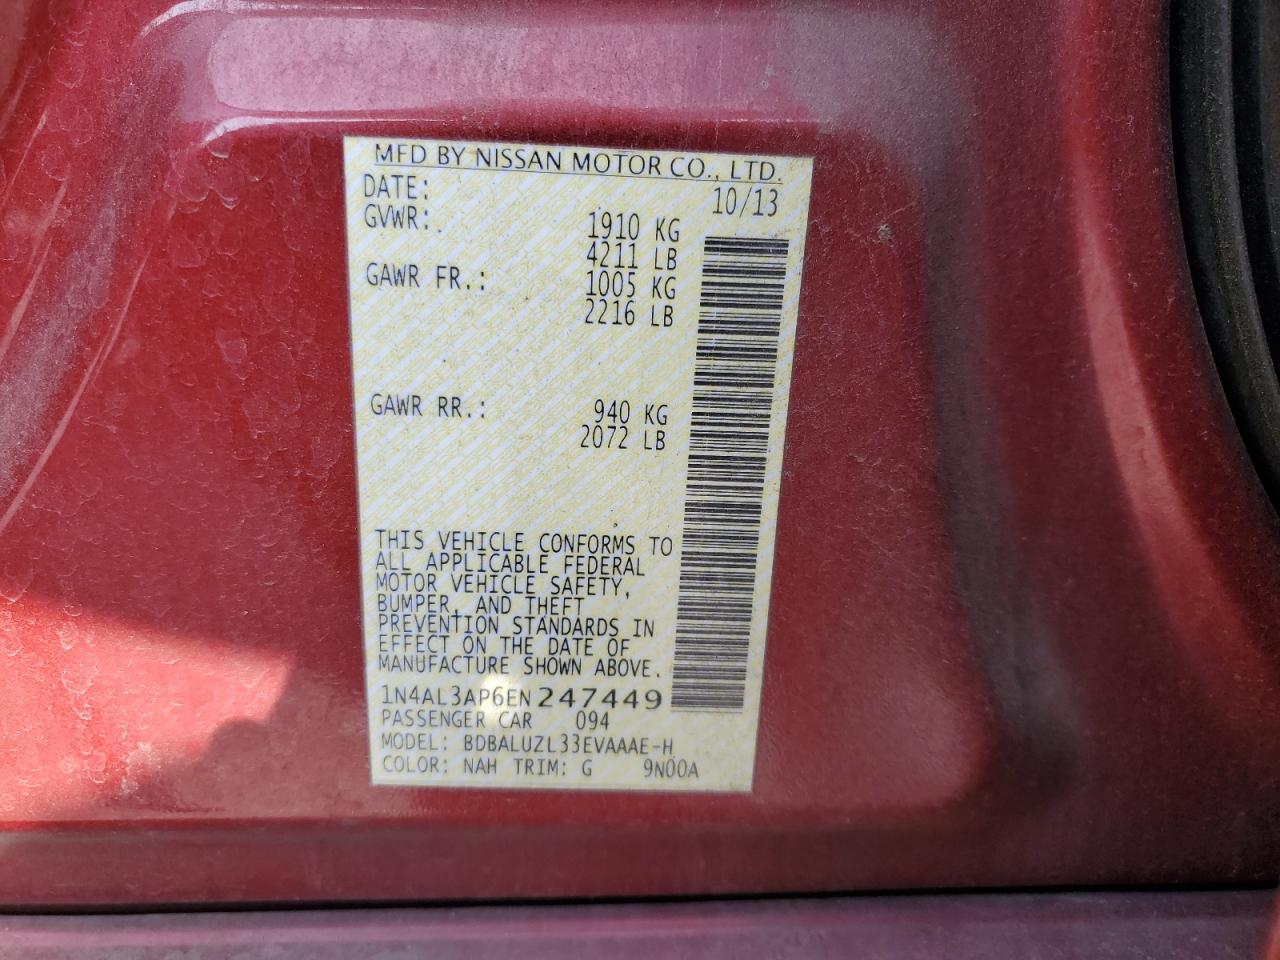 MFD BY NISSAN MOTOR CO., LTD.
DATE: 10/13
GVWR: 1910 KG
4211 LB
GAWR FR.: 1005 KG
2216 LB
GAWR RR.: 940 KG
2072 LB
THIS VEHICLE CONFORMS TO
ALL APPLICABLE FEDERAL
MOTOR VEHICLE SAFETY,
BUMPER, AND THEFT
PREVENTION STANDARDS IN
EFFECT ON THE DATE OF
MANUFACTURE SHOWN ABOVE.
1N4AL3AP6EN247449
PASSENGER CAR 094
MODEL: BDBALUZL33EVAAAE-H
COLOR: NAH TRIM: G 9N00A